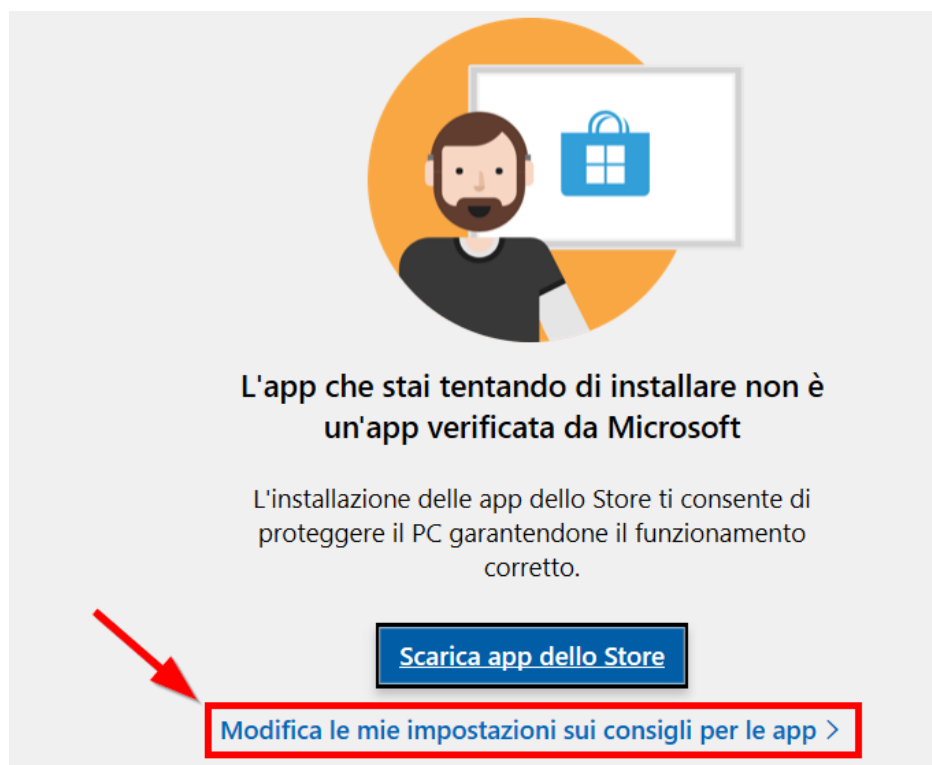 L'app che stai tentando di installare non è
un'app verificata da Microsoft
L'installazione delle app dello Store ti consente di
proteggere il PC garantendone il funzionamento
corretto.
Scarica app dello Store
Modifica le mie impostazioni sui consigli per le app >